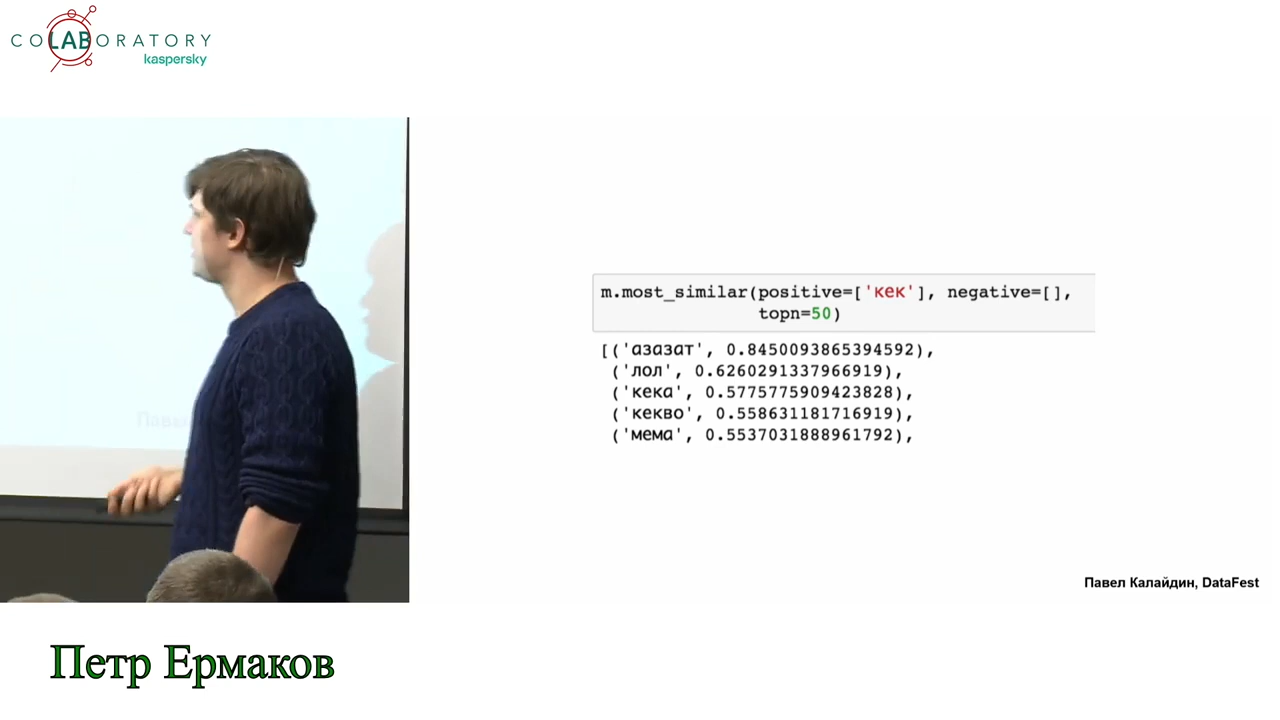 COLABORATORY
kaspersky
m.most_similar(positive=['кек'], negative=[],
topn=50)
[('азазат', 0.8450093865394592),
('лол', 0.6260291337966919),
('кека', 0.5775775909423828),
('кекво', 0.558631181716919),
('мема', 0.5537031888961792),
Павел Калайдин, DataFest
Петр Ермаков